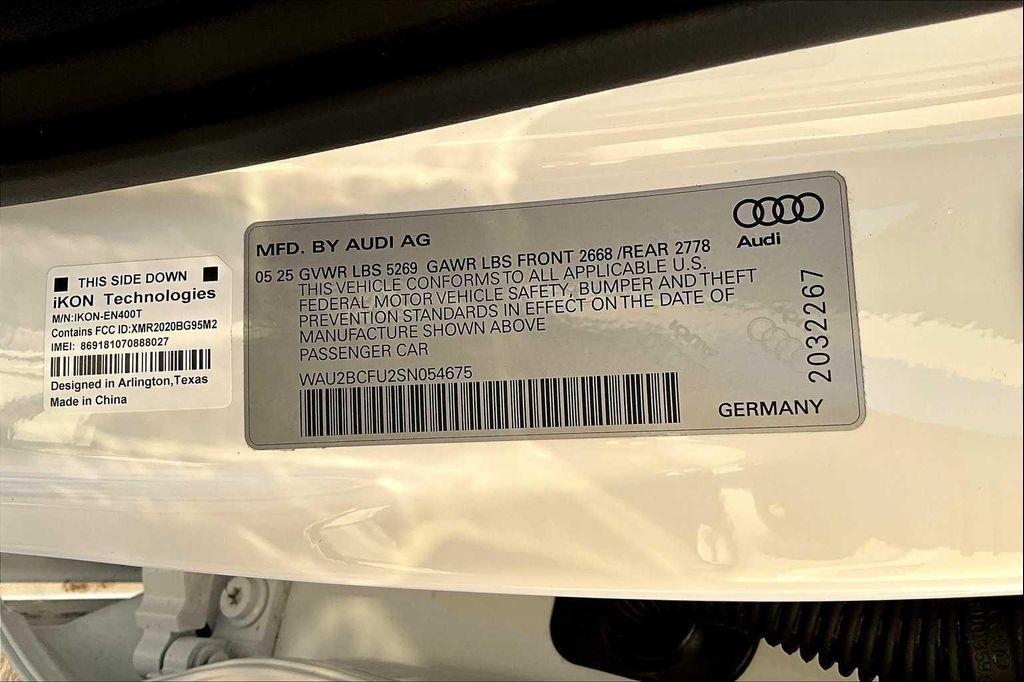 THIS SIDE DOWN
iKON Technologies
M/N:IKON-EN400T
Contains FCC ID:XMR2020BG95M2
IMEI: 869181070888027
Designed in Arlington,Texas
Made in China
Audi
MFD. BY AUDI AG
05 25 GVWR LBS 5269 GAWR LBS FRONT 2668 /REAR 2778
THIS VEHICLE CONFORMS TO ALL APPLICABLE U.S.
FEDERAL MOTOR VEHICLE SAFETY, BUMPER AND THEFT
PREVENTION STANDARDS IN EFFECT ON THE DATE OF
MANUFACTURE SHOWN ABOVE
PASSENGER CAR
WAU2BCFU2SN054675
2032267
GERMANY